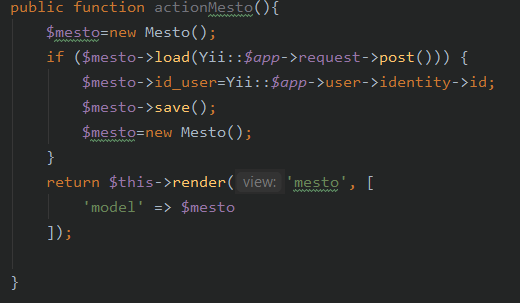 public function actionMesto(){
$mesto=new Mesto();
if ($mesto->load(Yii::$app->request->post())) {
$mesto->id_user=Yii::$app->user->identity->id;
$mesto->save();
$mesto=new Mesto();
}
return $this->render( view: 'mesto', [
'model' => $mesto
]);
}